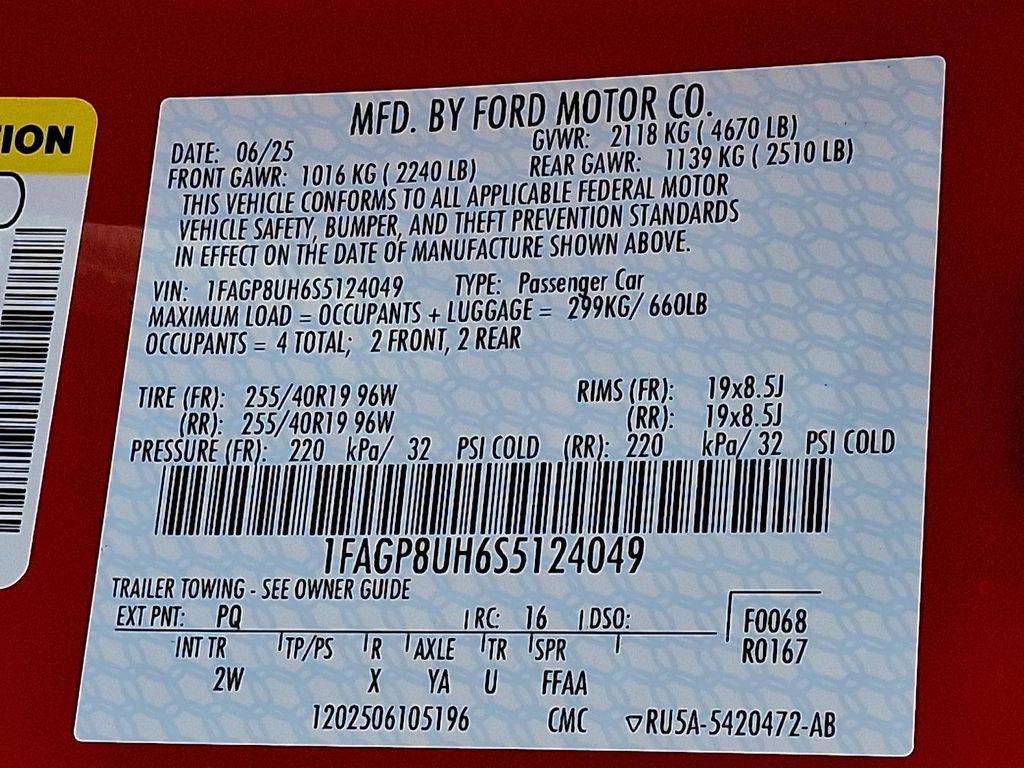 TION
MFD. BY FORD MOTOR CO.
DATE: 06/25 GVWR: 2118 KG ( 4670 LB)
FRONT GAWR: 1016 KG ( 2240 LB) REAR GAWR: 1139 KG ( 2510 LB)
THIS VEHICLE CONFORMS TO ALL APPLICABLE FEDERAL MOTOR
VEHICLE SAFETY, BUMPER, AND THEFT PREVENTION STANDARDS
IN EFFECT ON THE DATE OF MANUFACTURE SHOWN ABOVE.
VIN: 1FAGP8UH6S5124049 TYPE: Passenger Car
MAXIMUM LOAD = OCCUPANTS + LUGGAGE = 299KG/ 660LB
OCCUPANTS = 4 TOTAL; 2 FRONT, 2 REAR
TIRE (FR): 255/40R19 96W RIMS (FR): 19x8.5J
(RR): 255/40R19 96W (RR): 19x8.5J
PRESSURE (FR): 220 kPa/ 32 PSI COLD (RR): 220 kPa/ 32 PSI COLD
1FAGP8UH6S5124049
TRAILER TOWING - SEE OWNER GUIDE
EXT PNT: PQ RC: 16 DSO: F0068
INT TR TP/PS R AXLE TR SPR R0167
2W X YA U FFAA
1202506105196 CMC ▽RU5A-5420472-AB